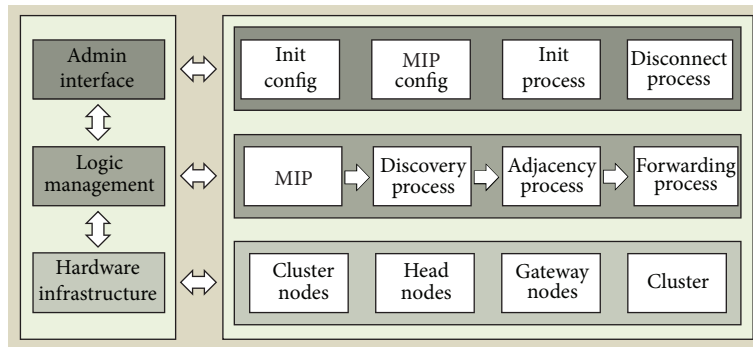 Admin
interface
Init
config
MIP
config
Init
process
Disconnect
process
Logic
management
MIP
Discovery
process
Adjacency
process
Forwarding
process
Hardware
infrastructure
Cluster
nodes
Head
nodes
Gateway
nodes
Cluster